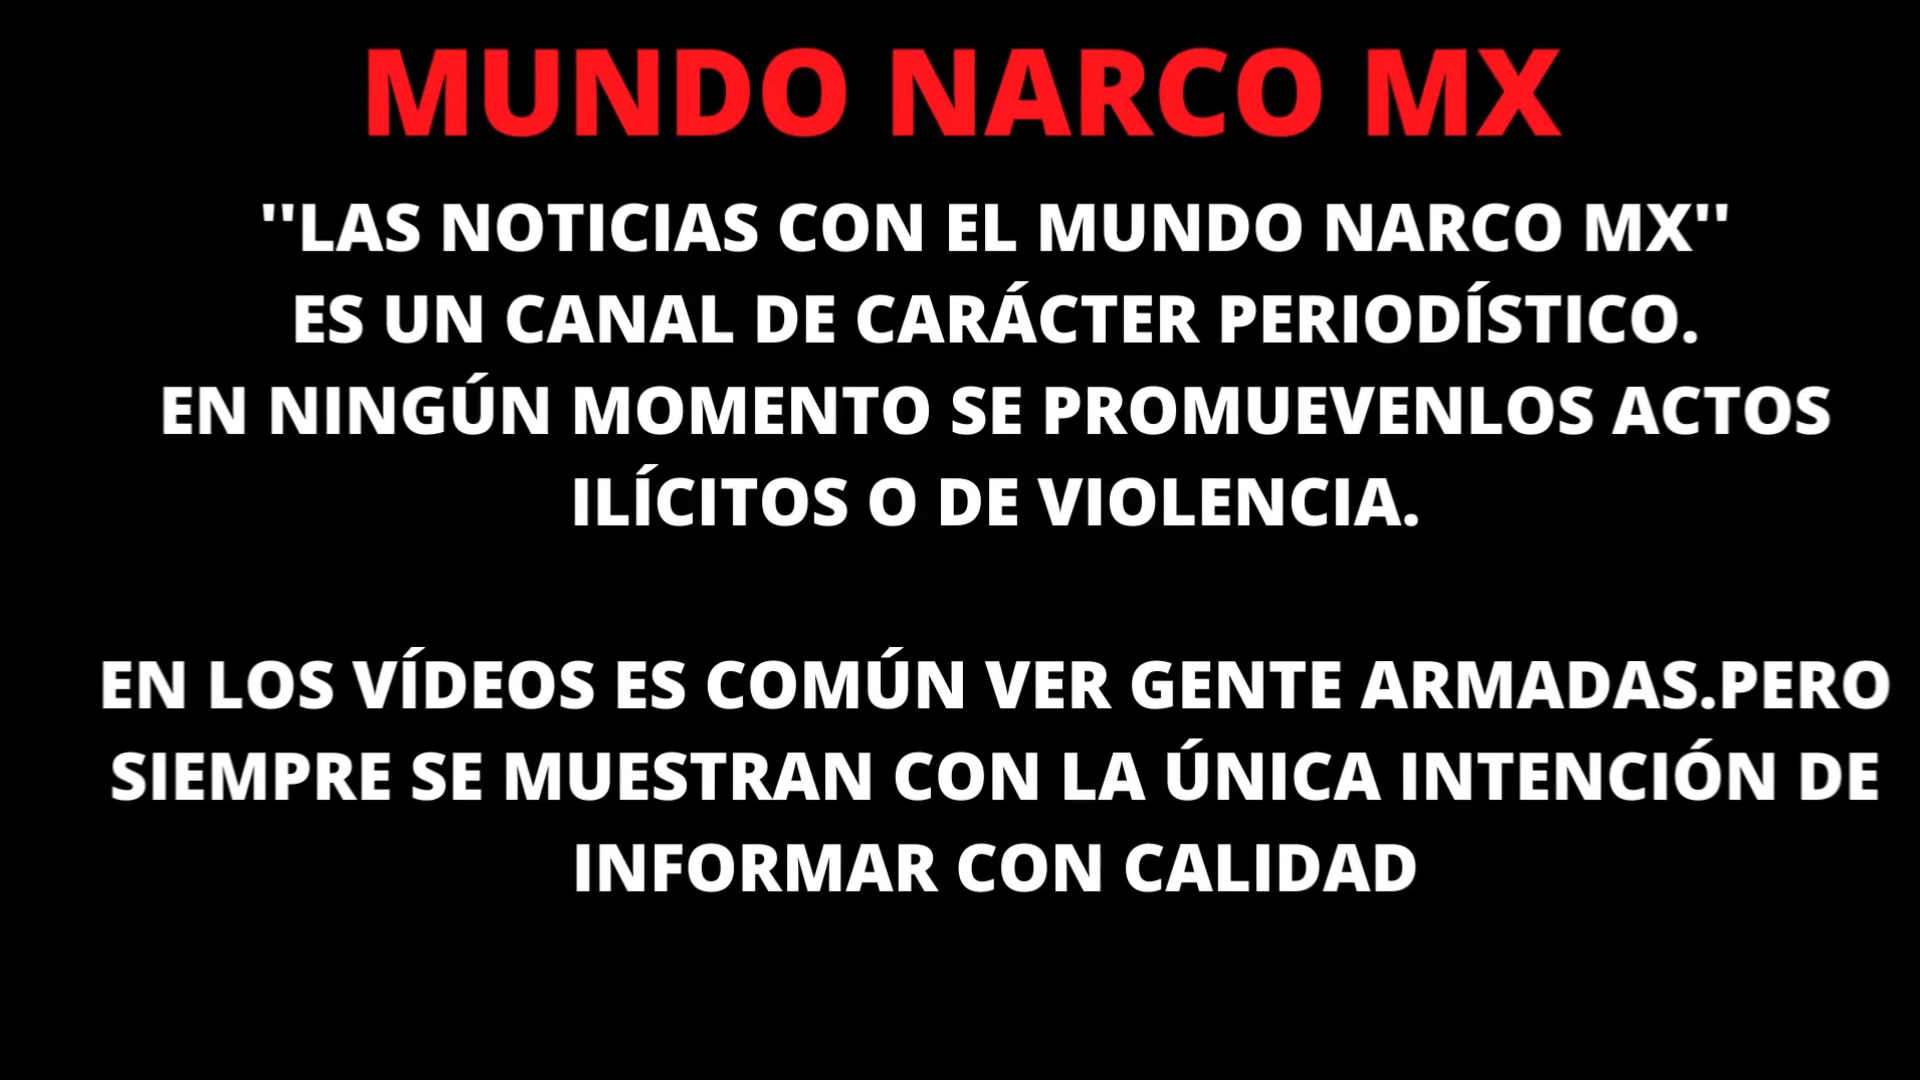 MUNDO NARCO MX
''LAS NOTICIAS CON EL MUNDO NARCO MX''
ES UN CANAL DE CARÁCTER PERIODÍSTICO.
EN NINGÚN MOMENTO SE PROMUEVENLOS ACTOS
ILÍCITOS O DE VIOLENCIA.
EN LOS VÍDEOS ES COMÚN VER GENTE ARMADAS.PERO
SIEMPRE SE MUESTRAN CON LA ÚNICA INTENCIÓN DE
INFORMAR CON CALIDAD